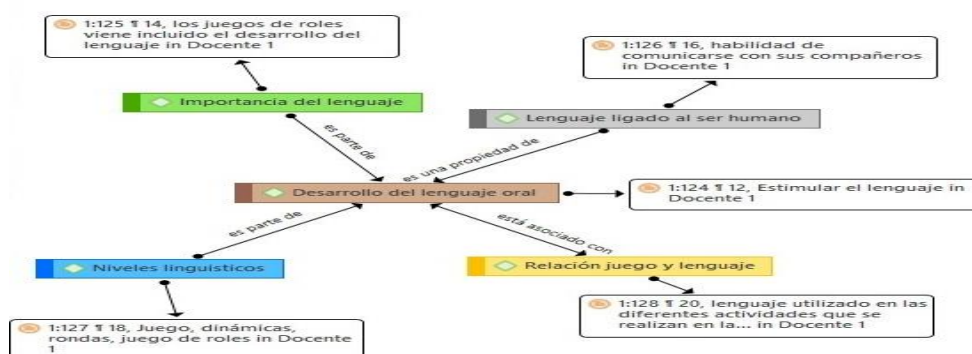 1:125 ¶ 14, los juegos de roles
viene incluido el desarrollo del
lenguaje in Docente 1
1:126 ¶ 16, habilidad de
comunicarse con sus compañeros
in Docente 1
Importancia del lenguaje
Lenguaje ligado al ser humano
es parte de
es una propiedad de
Desarrollo del lenguaje oral
1:124 ¶ 12, Estimular el lenguaje in
Docente 1
es parte de
está asociado con
Niveles linguisticos
Relación juego y lenguaje
1:128 ¶ 20, lenguaje utilizado en las
diferentes actividades que se
realizan en la... in Docente 1
1:127 ¶ 18, Juego, dinámicas,
rondas, juego de roles in Docente
1